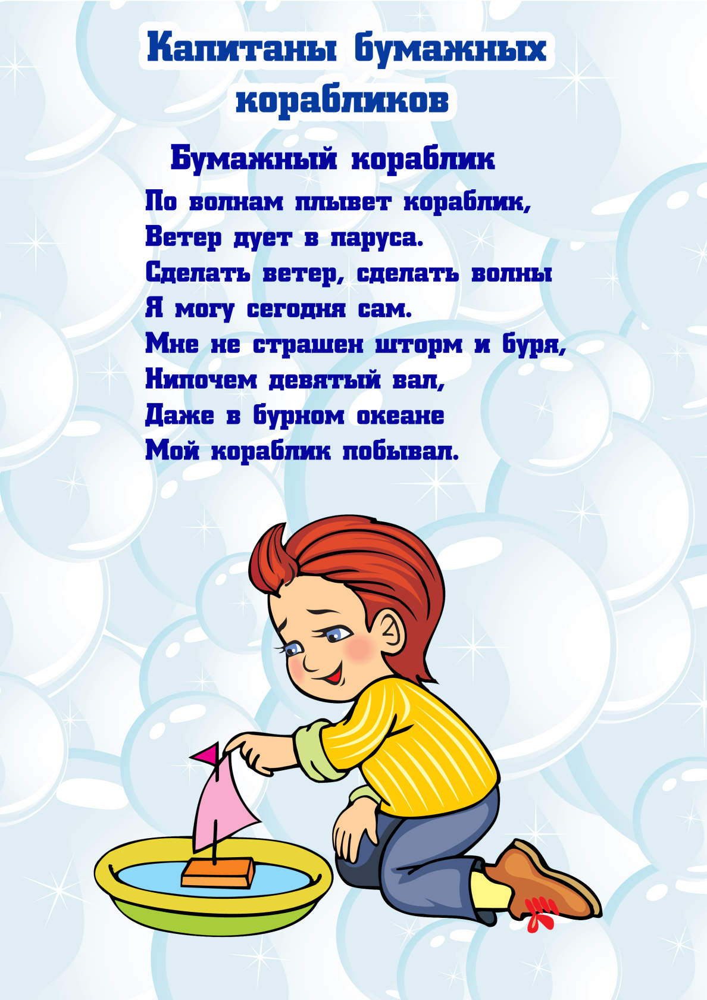 Капитаны бумажных
корабликов
Бумажный кораблик
По волнам плывет кораблик,
Ветер дует в паруса.
Сделать ветер, сделать волны
Я могу сегодня сам.
Мне не страшен шторм и буря,
Нипочем девятый вал,
Даже в бурном океане
Мой кораблик побывал.